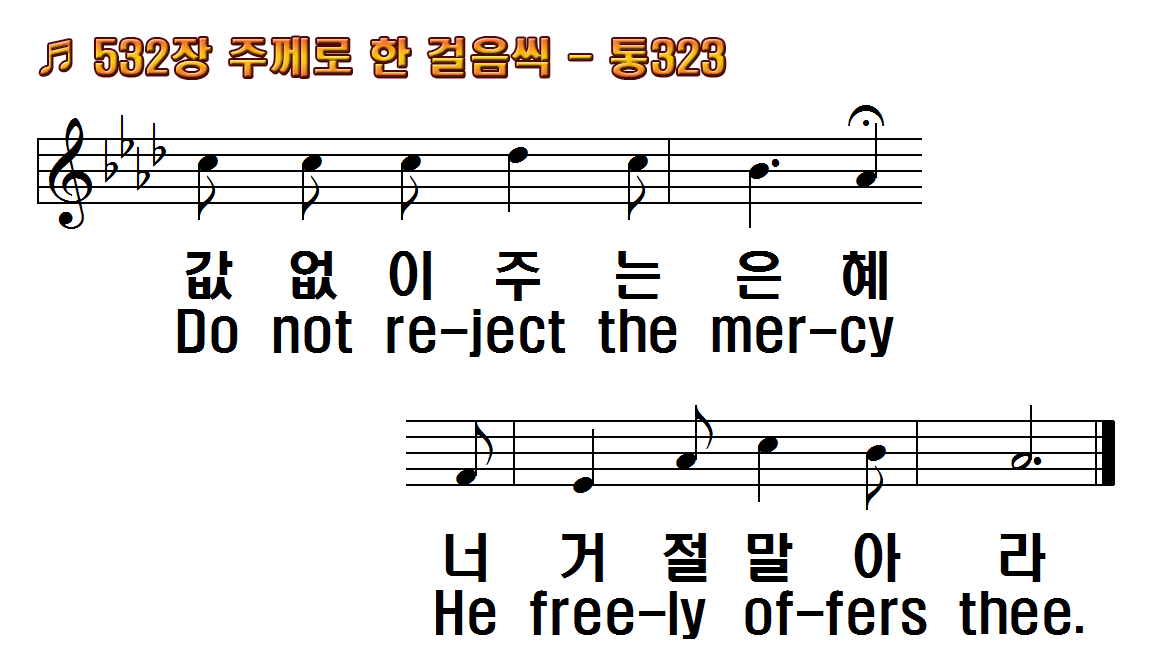 532장 주께로 한 걸음씩 - 통323
값 없 이 주 는 은 혜
Do not re-ject the mer-cy
너 거 절 말 아 라
He free-ly of-fers thee.